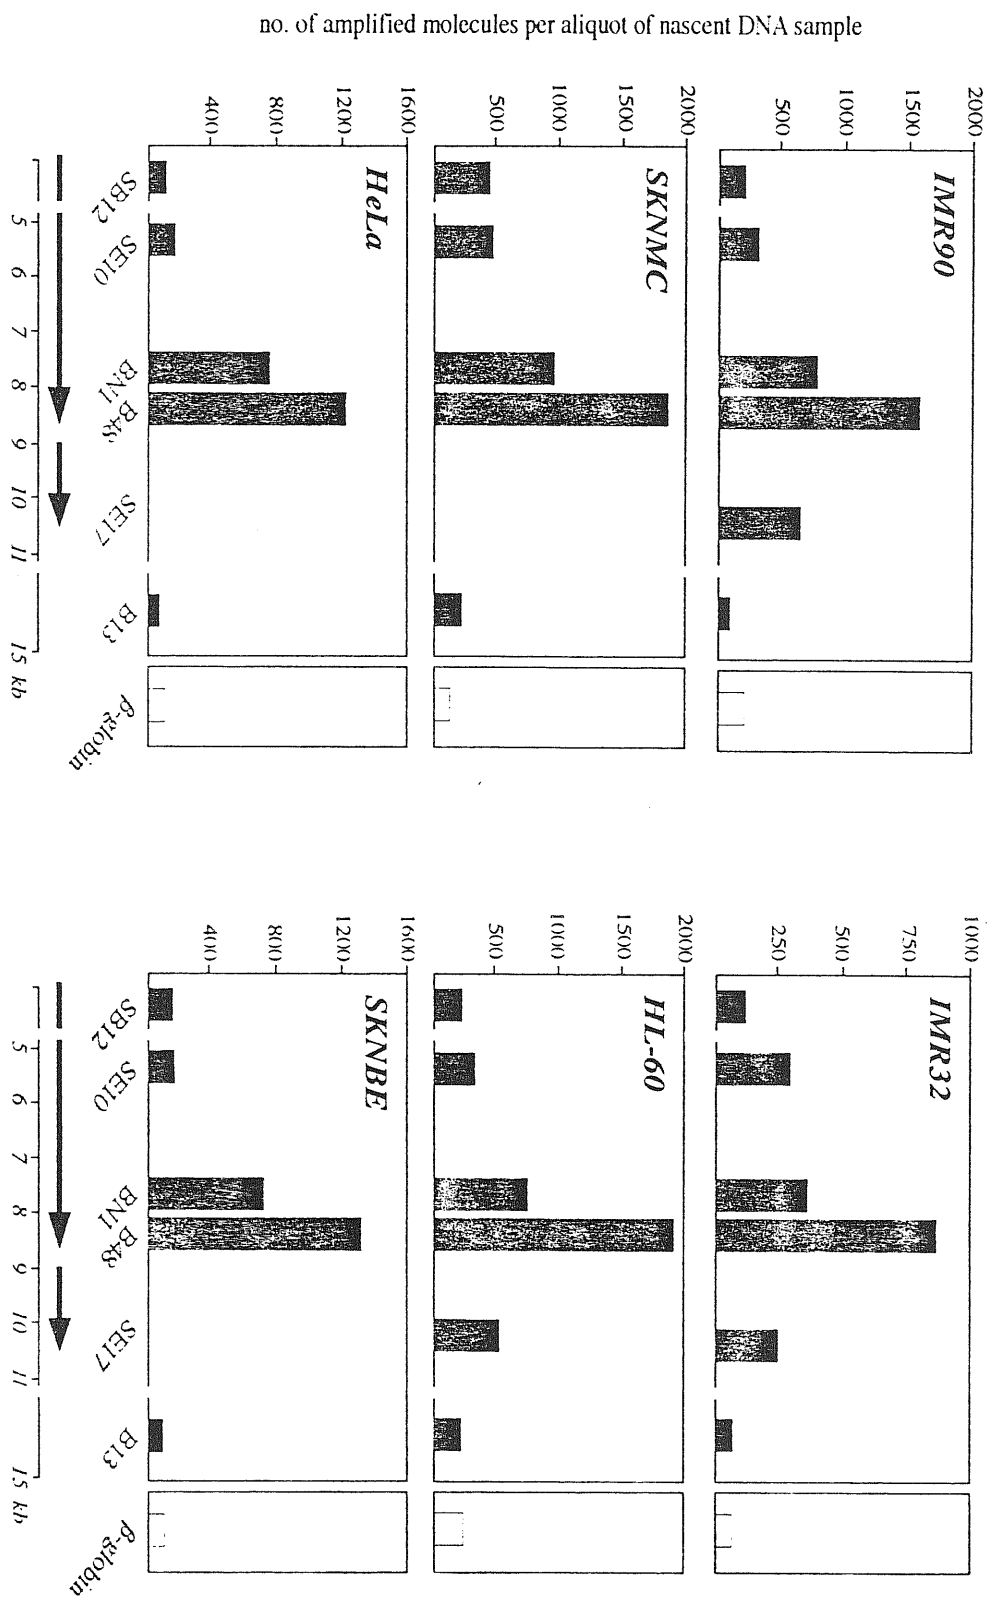 no. of amplified molecules per aliquot of nascent DNA sample
2000
1500
1000
500
IMR90
2000
1500
1000
500
SKNMC
1600
1200
800
400
HeLa
SB12 SE10 BN1 B48 SE17 B13 β-globin
5 6 7 8 9 10 11 15 kb
1000
750
500
250
IMR32
2000
1500
1000
500
HL-60
1600
1200
800
400
SKNBE
SB12 SE10 BN1 B48 SE17 B13 β-globin
5 6 7 8 9 10 11 15 kb